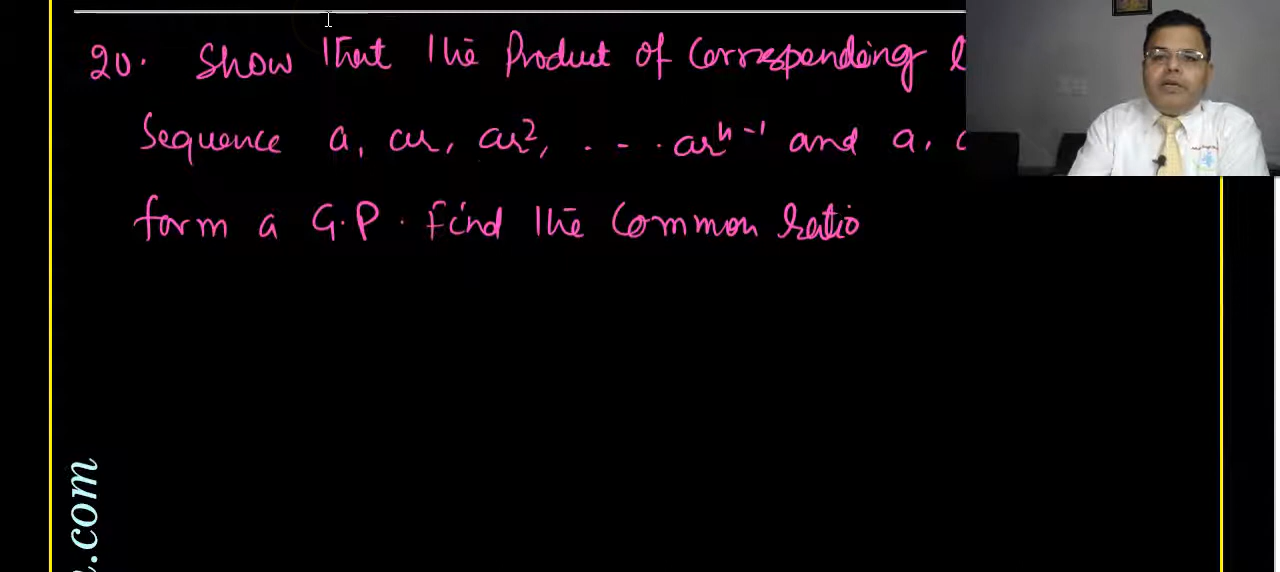 20. Show that the Product of Corresponding
Sequence a, ar, ar², . - . arⁿ⁻¹ and a,
form a G.P. find the Common ratio
.com